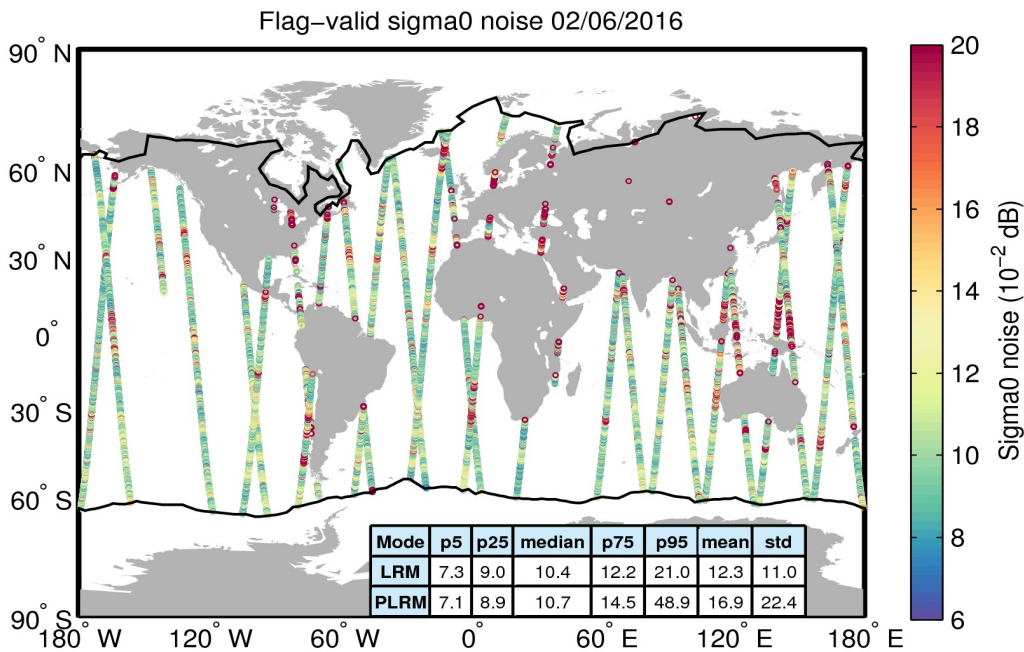 Flag−valid sigma0 noise 02/06/2016
90° N
60° N
30° N
0°
30° S
60° S
90° S
180° W
120° W
60° W
0°
60° E
120° E
180° E
Mode p5 p25 median p75 p95 mean std
LRM 7.3 9.0 10.4 12.2 21.0 12.3 11.0
PLRM 7.1 8.9 10.7 14.5 48.9 16.9 22.4
20
18
16
14
12
10
8
6
Sigma0 noise (10⁻² dB)